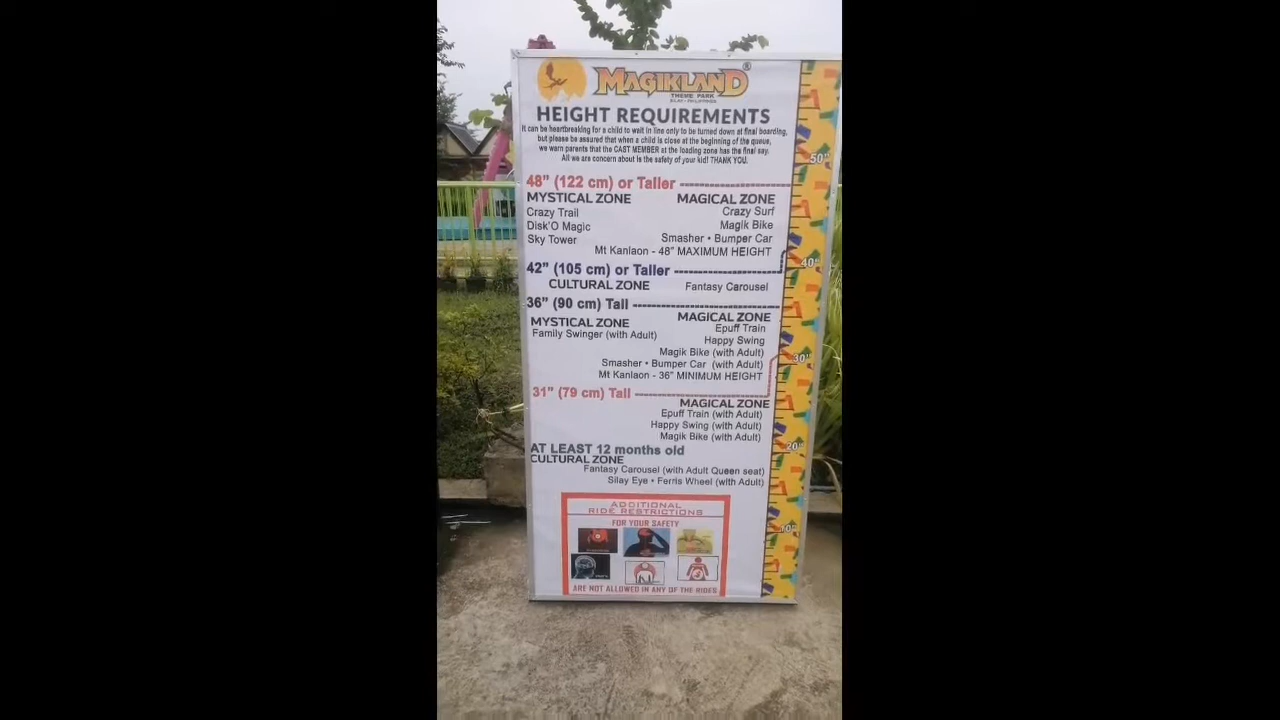 MAGIKLAND®
THEME PARK
SILAY - PHILIPPINES
HEIGHT REQUIREMENTS
It can be heartbreaking for a child to wait in line only to be turned down at final boarding,
but please be assured that when a child is close at the beginning of the queue,
we warn parents that the CAST MEMBER at the loading zone has the final say.
All we are concern about is the safety of your kid! THANK YOU.
48” (122 cm) or Taller
MYSTICAL ZONE
Crazy Trail
Disk'O Magic
Sky Tower
MAGICAL ZONE
Crazy Surf
Magik Bike
Smasher • Bumper Car
Mt Kanlaon - 48” MAXIMUM HEIGHT
42” (105 cm) or Taller
CULTURAL ZONE
Fantasy Carousel
36” (90 cm) Tall
MYSTICAL ZONE
Family Swinger (with Adult)
MAGICAL ZONE
Epuff Train
Happy Swing
Magik Bike (with Adult)
Smasher • Bumper Car (with Adult)
Mt Kanlaon - 36” MINIMUM HEIGHT
31” (79 cm) Tall
MAGICAL ZONE
Epuff Train (with Adult)
Happy Swing (with Adult)
Magik Bike (with Adult)
AT LEAST 12 months old
CULTURAL ZONE
Fantasy Carousel (with Adult Queen seat)
Silay Eye • Ferris Wheel (with Adult)
ADDITIONAL
RIDE RESTRICTIONS
FOR YOUR SAFETY
ARE NOT ALLOWED IN ANY OF THE RIDES
50"
40"
30"
20"
10"